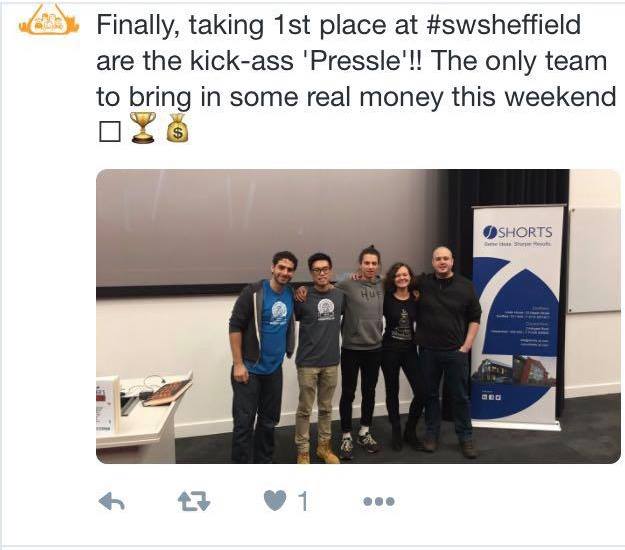 Finally, taking 1st place at #swsheffield
are the kick-ass 'Pressle'!! The only team
to bring in some real money this weekend
SHORTS
HUF
1